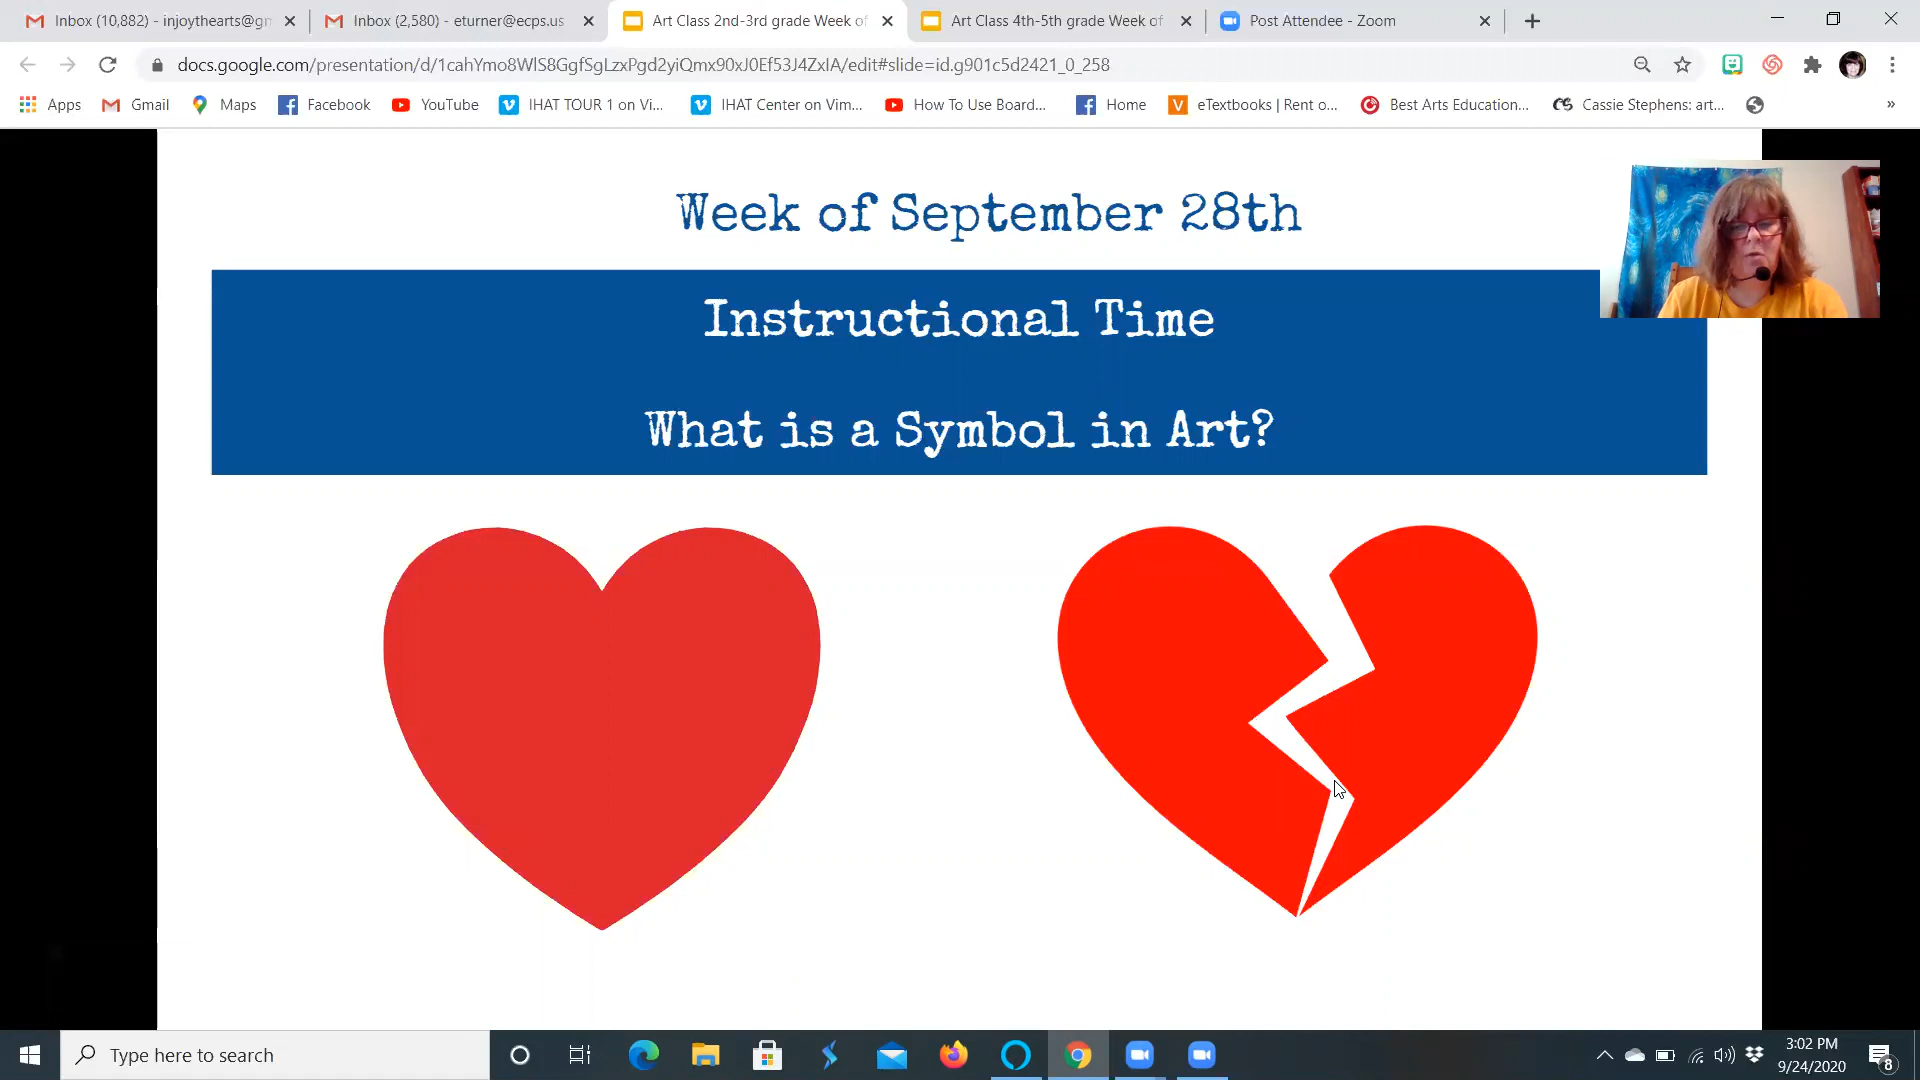 Inbox (10,882) - injoythearts@gm
Inbox (2,580) - eturner@ecps.us
Art Class 2nd-3rd grade Week of
Art Class 4th-5th grade Week of
Post Attendee - Zoom
docs.google.com/presentation/d/1cahYmo8WlS8GgfSgLzxPgd2yiQmx90xJ0Ef53J4ZxIA/edit#slide=id.g901c5d2421_0_258
Apps Gmail Maps Facebook YouTube IHAT TOUR 1 on Vi... IHAT Center on Vim... How To Use Board... Home eTextbooks | Rent o... Best Arts Education... Cassie Stephens: art... »
Week of September 28th
Instructional Time
What is a Symbol in Art?
Type here to search
3:02 PM
9/24/2020
8